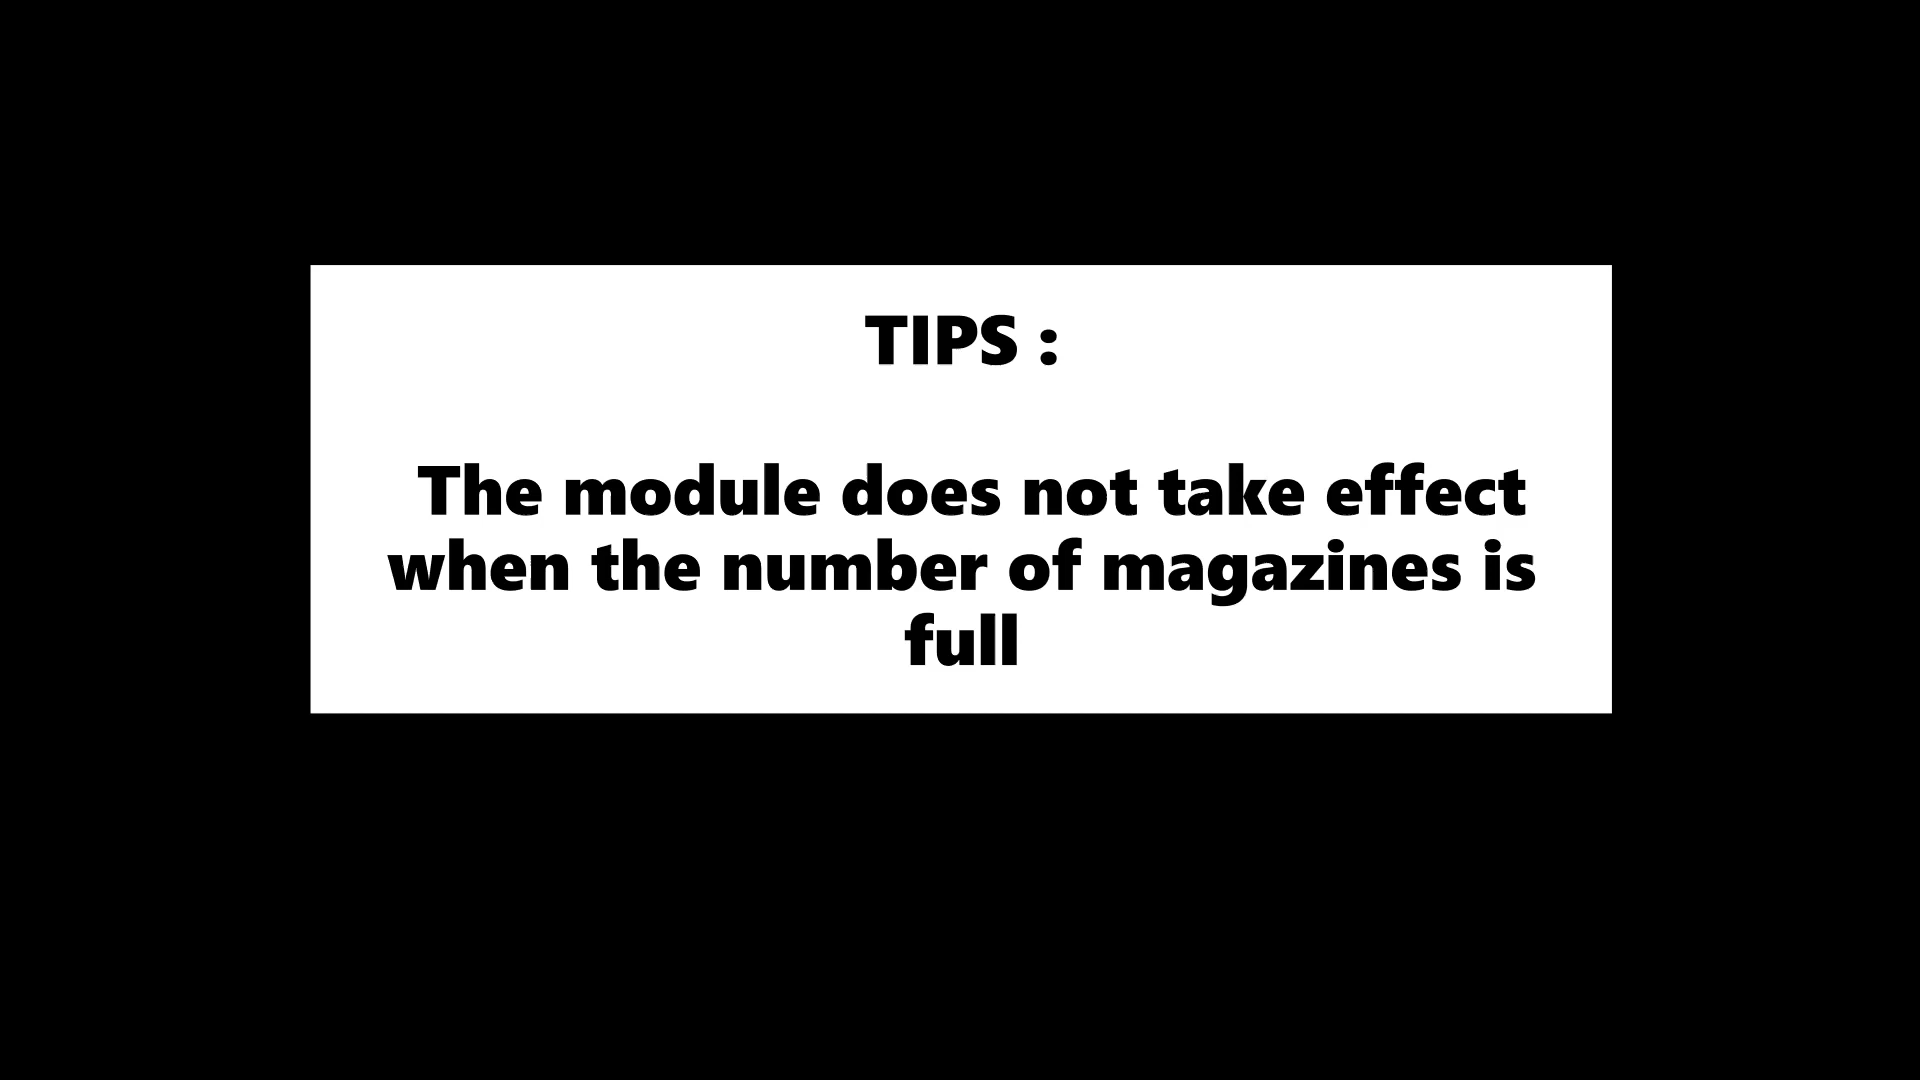 TIPS :
The module does not take effect
when the number of magazines is
full